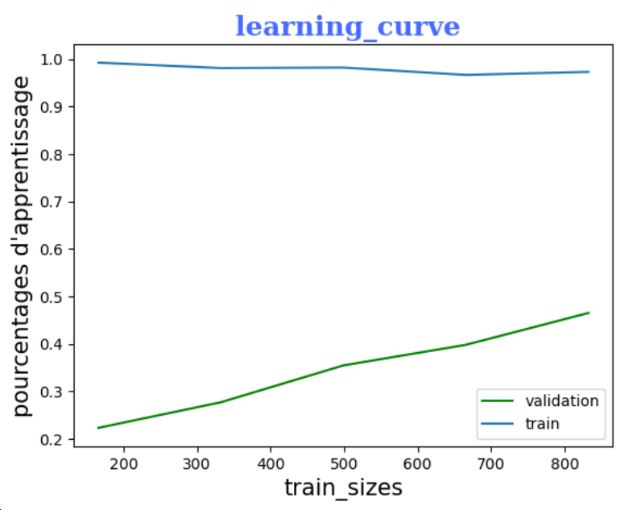 learning_curve
pourcentages d'apprentissage
1.0
0.9
0.8
0.7
0.6
0.5
0.4
0.3
0.2
validation
train
200 300 400 500 600 700 800
train_sizes